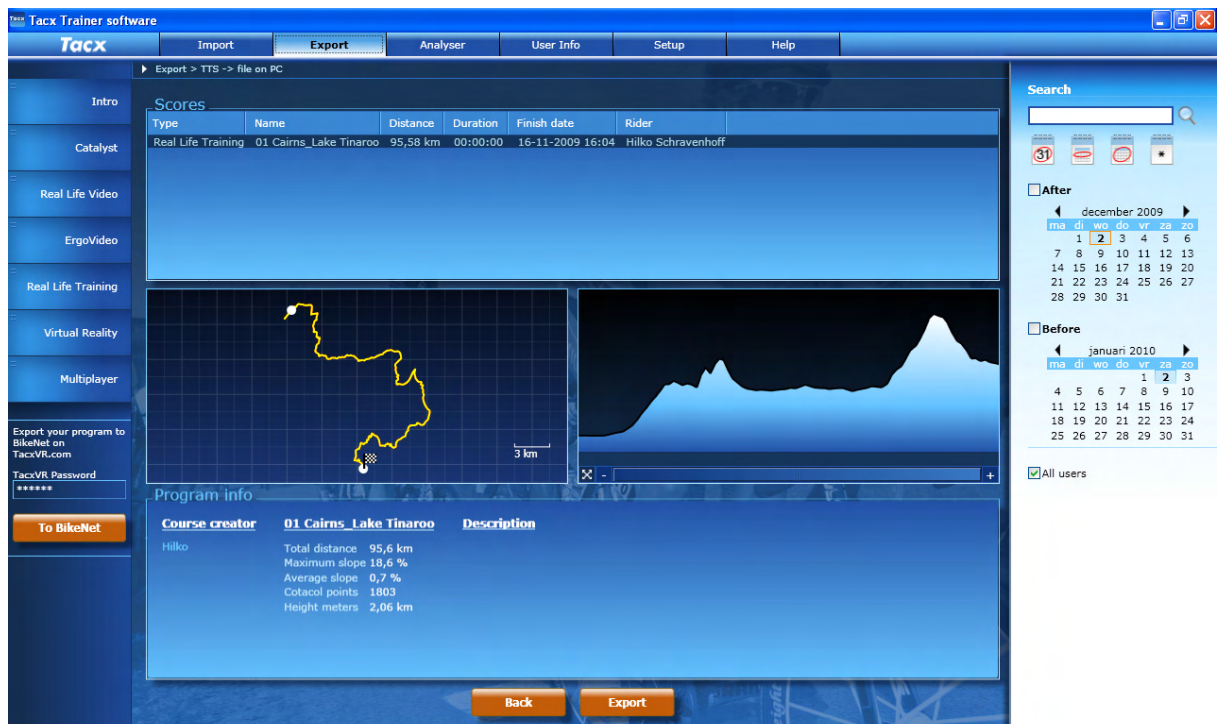 Tacx Trainer software
Tacx Import Export Analyser User Info Setup Help
Export > TTS -> file on PC
Intro
Catalyst
Real Life Video
ErgoVideo
Real Life Training
Virtual Reality
Multiplayer
Export your program to
BikeNet on
TacxVR.com
TacxVR Password
******
To BikeNet
Scores
Type Name Distance Duration Finish date Rider
Real Life Training 01 Cairns_Lake Tinaroo 95,58 km 00:00:00 16-11-2009 16:04 Hilko Schravenhoff
3 km
- +
Program info
Course creator 01 Cairns_Lake Tinaroo Description
Hilko
Total distance 95,6 km
Maximum slope 18,6 %
Average slope 0,7 %
Cotacol points 1803
Height meters 2,06 km
Back Export
Search
31
After
december 2009
ma di wo do vr za zo
1 2 3 4 5 6
7 8 9 10 11 12 13
14 15 16 17 18 19 20
21 22 23 24 25 26 27
28 29 30 31
Before
januari 2010
ma di wo do vr za zo
1 2 3
4 5 6 7 8 9 10
11 12 13 14 15 16 17
18 19 20 21 22 23 24
25 26 27 28 29 30 31
All users